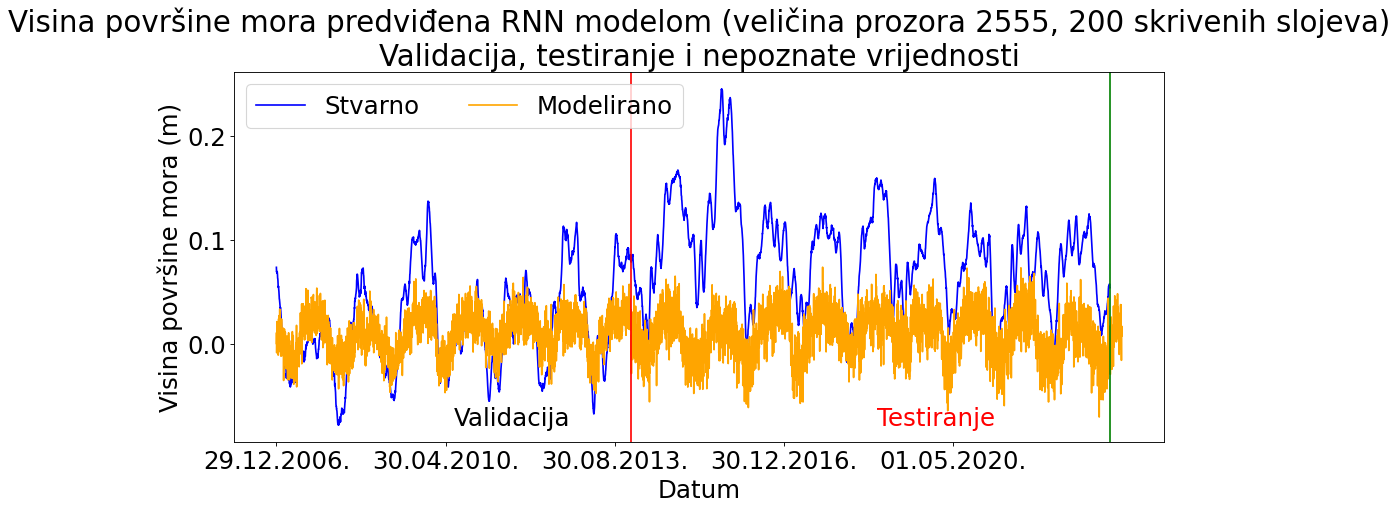 Visina površine mora predviđena RNN modelom (veličina prozora 2555, 200 skrivenih slojeva)
Validacija, testiranje i nepoznate vrijednosti
Stvarno
Modelirano
Visina površine mora (m)
0.2
0.1
0.0
Validacija
Testiranje
29.12.2006.
30.04.2010.
30.08.2013.
30.12.2016.
01.05.2020.
Datum